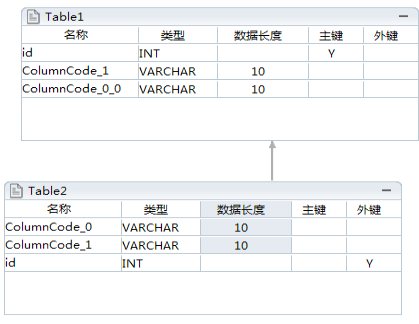 Table1
名称 类型 数据长度 主键 外键
id INT Y
ColumnCode_1 VARCHAR 10
ColumnCode_0_0 VARCHAR 10
Table2
名称 类型 数据长度 主键 外键
ColumnCode_0 VARCHAR 10
ColumnCode_1 VARCHAR 10
id INT Y